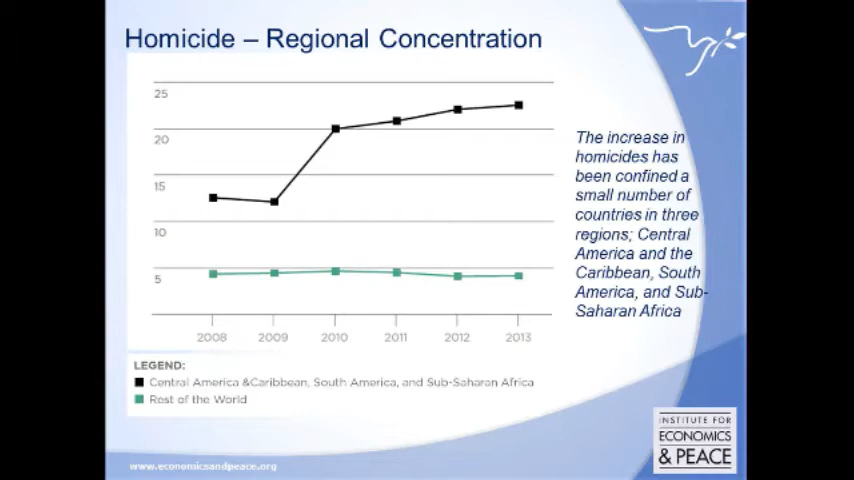 Homicide – Regional Concentration
25
20
15
10
5
2008 2009 2010 2011 2012 2013
LEGEND:
Central America &Caribbean, South America, and Sub-Saharan Africa
Rest of the World
The increase in
homicides has
been confined a
small number of
countries in three
regions; Central
America and the
Caribbean, South
America, and Sub-
Saharan Africa
INSTITUTE FOR
ECONOMICS
& PEACE
www.economicsandpeace.org